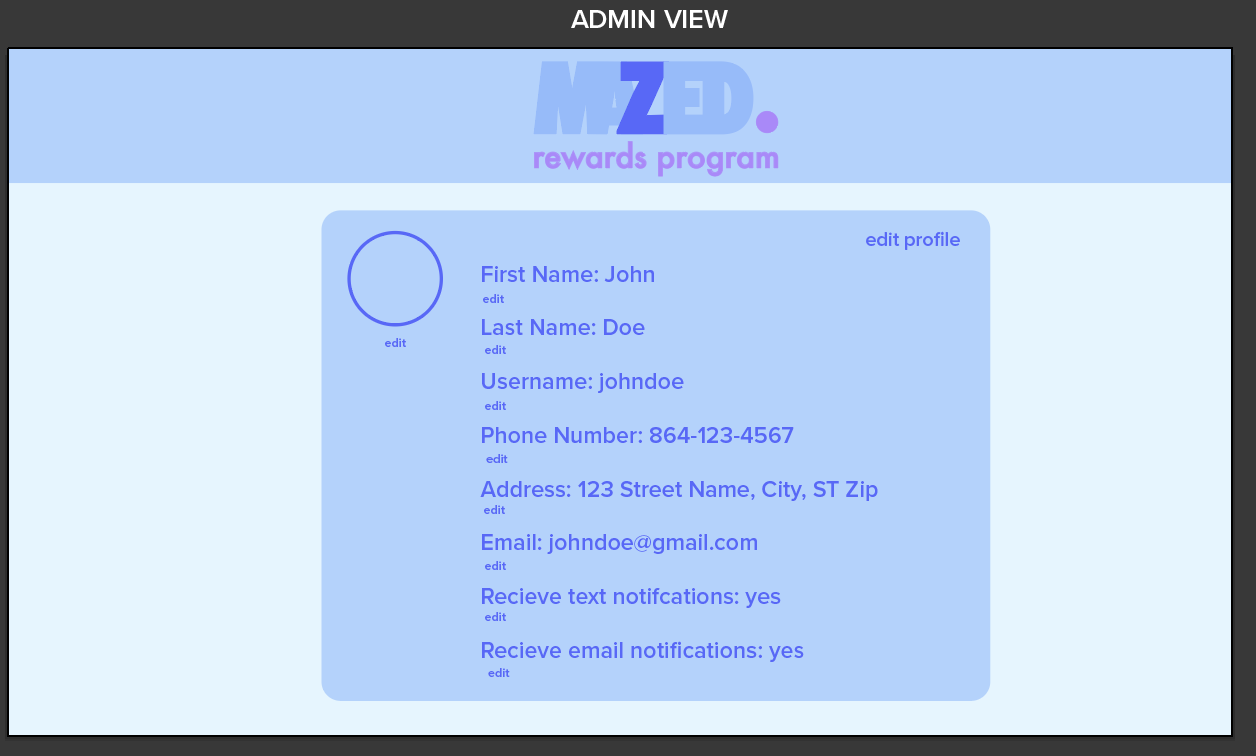 ADMIN VIEW
MAZED.
rewards program
edit profile
First Name: John
edit
edit
Last Name: Doe
edit
Username: johndoe
edit
Phone Number: 864-123-4567
edit
Address: 123 Street Name, City, ST Zip
edit
Email: johndoe@gmail.com
edit
Recieve text notifcations: yes
edit
Recieve email notifications: yes
edit